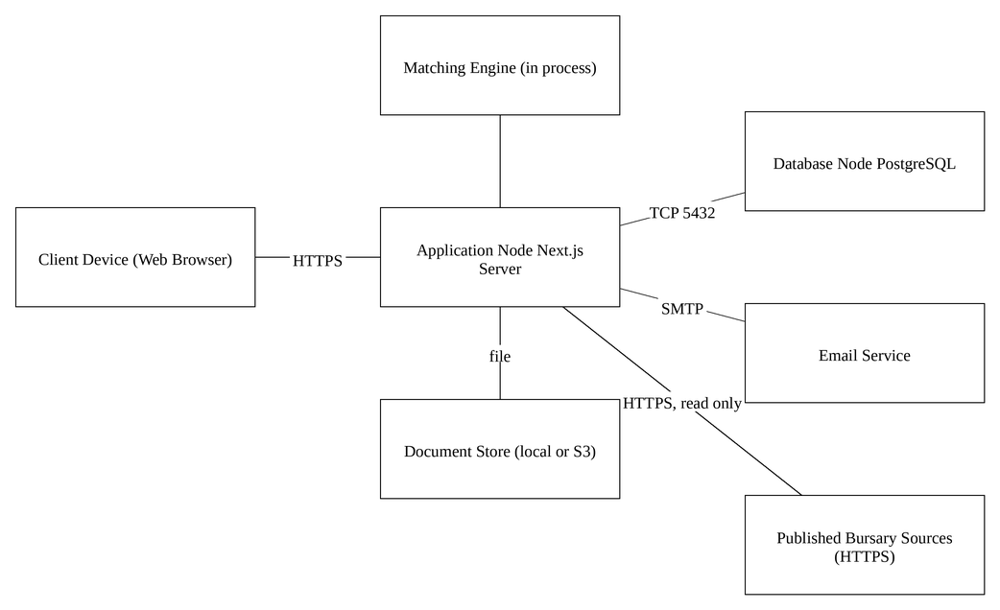 Matching Engine (in process)
Database Node PostgreSQL
TCP 5432
Client Device (Web Browser)
HTTPS
Application Node Next.js
Server
SMTP
Email Service
file
HTTPS, read only
Document Store (local or S3)
Published Bursary Sources
(HTTPS)